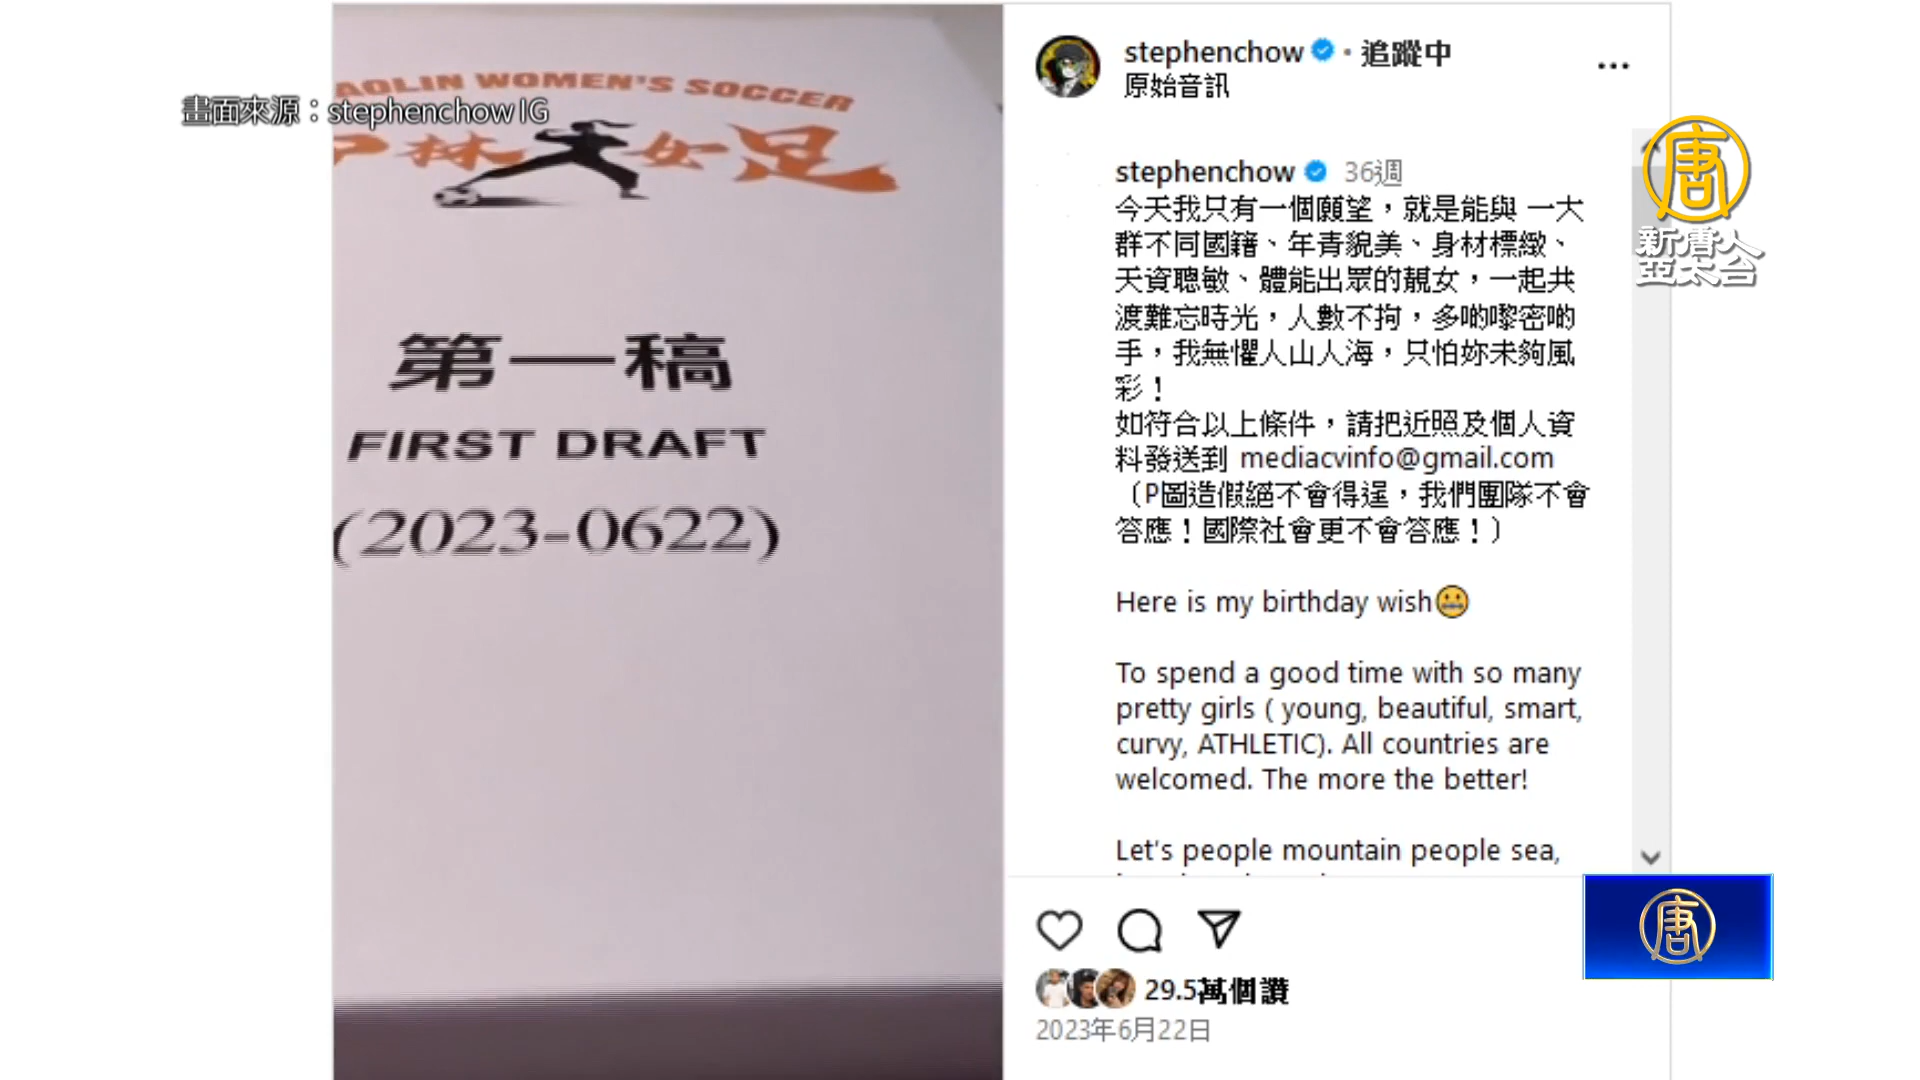 AOLIN WOMEN'S SOCCER
畫面來源：stephenchow IG
林 女足
第一稿
FIRST DRAFT
(2023-0622)
stephenchow • 追蹤中
原始音訊
stephenchow 36週
今天我只有一個願望，就是能與 一大
群不同國籍、年青貌美、身材標緻、
天資聰敏、體能出眾的靚女，一起共
渡難忘時光，人數不拘，多啲嚟密啲
手，我無懼人山人海，只怕妳未夠風
彩！
如符合以上條件，請把近照及個人資
料發送到 mediacvinfo@gmail.com
（P圖造假絕不會得逞，我們團隊不會
答應！國際社會更不會答應！）
Here is my birthday wish🤐
To spend a good time with so many
pretty girls ( young, beautiful, smart,
curvy, ATHLETIC). All countries are
welcomed. The more the better!
Let's people mountain people sea,
29.5萬個讚
2023年6月22日
唐
新唐人
亞太台
唐